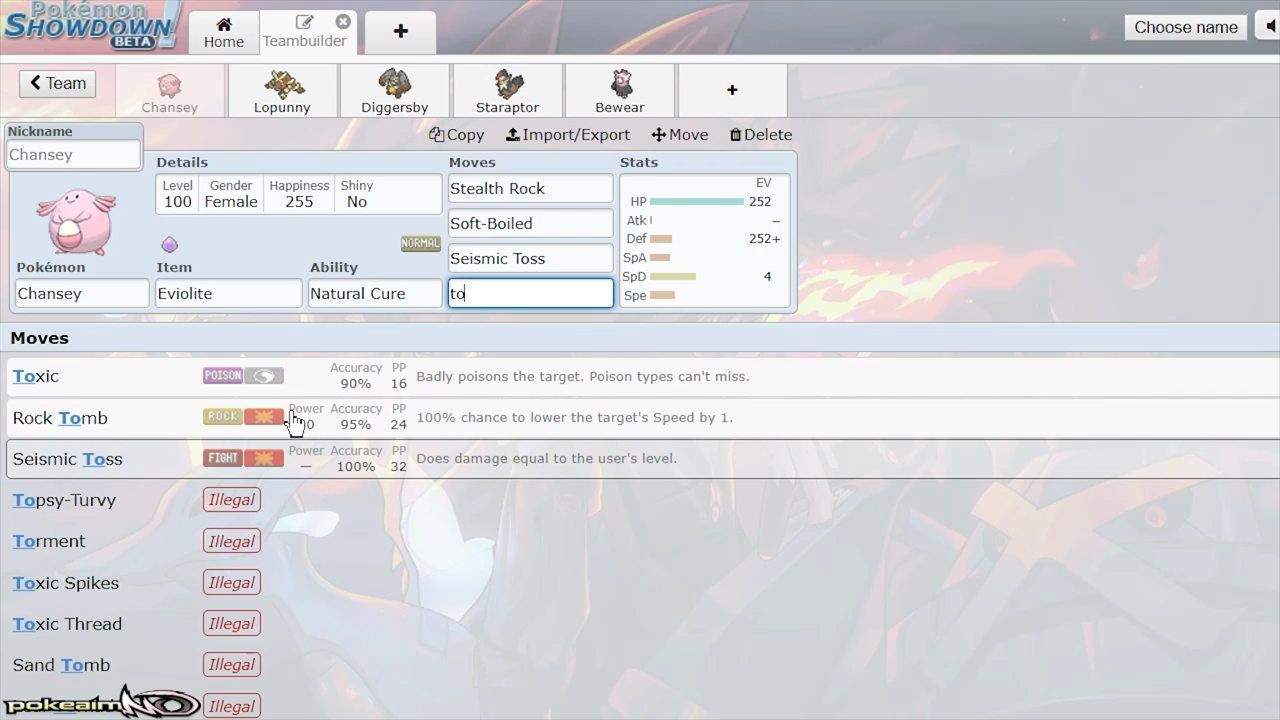 Pokémon
SHOWDOWN!
BETA
Home
Teambuilder
+
Choose name
Team
Chansey
Lopunny
Diggersby
Staraptor
Bewear
+
Nickname
Chansey
Copy
Import/Export
Move
Delete
Details
Moves
Stats
Level
100
Gender
Female
Happiness
255
Shiny
No
NORMAL
Pokémon
Chansey
Item
Eviolite
Ability
Natural Cure
Stealth Rock
Soft-Boiled
Seismic Toss
to
EV
HP 252
Atk –
Def 252+
SpA
SpD 4
Spe
Moves
Toxic POISON Accuracy 90% PP 16 Badly poisons the target. Poison types can't miss.
Rock Tomb ROCK Power Accuracy 95% PP 24 100% chance to lower the target's Speed by 1.
Seismic Toss FIGHT Power — Accuracy 100% PP 32 Does damage equal to the user's level.
Topsy-Turvy Illegal
Torment Illegal
Toxic Spikes Illegal
Toxic Thread Illegal
Sand Tomb Illegal
Illegal
pokeaimMD